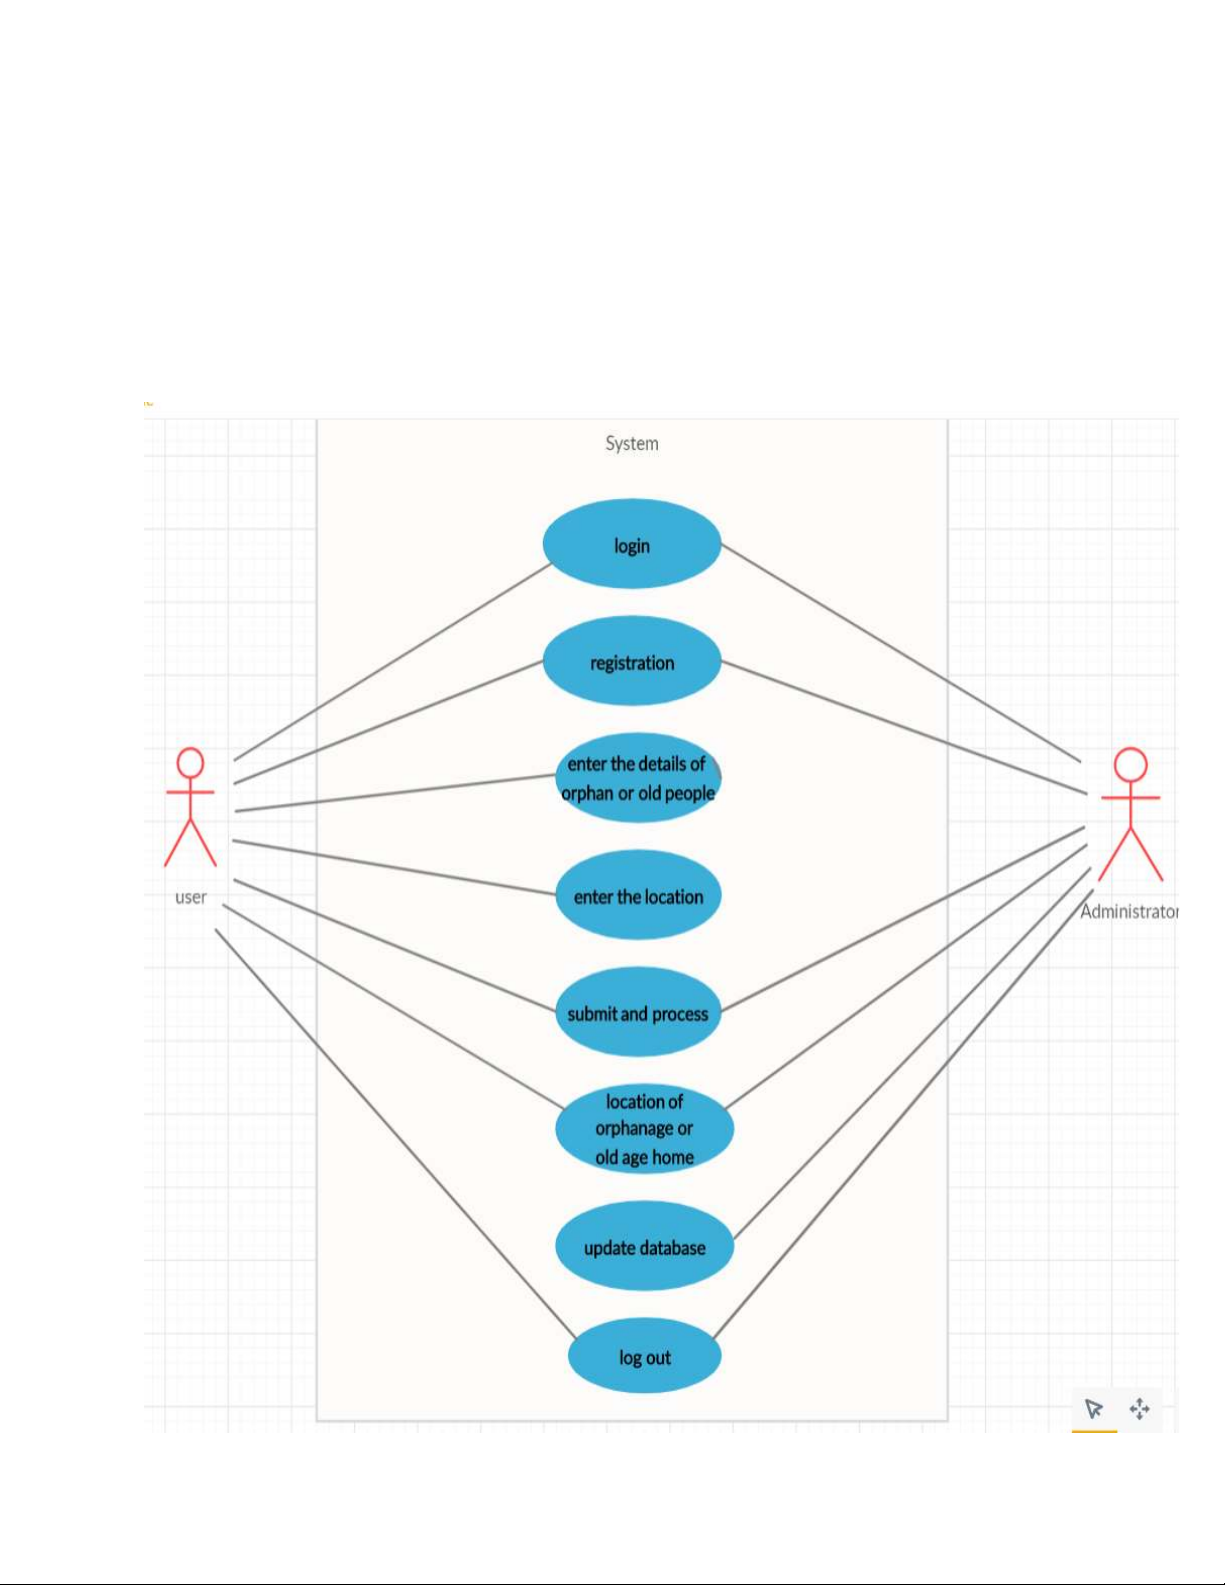 System
login
registration
enter the details of
orphan or old people
enter the location
user
Administrator
submit and process
location of
orphanage or
old age home
update database
log out